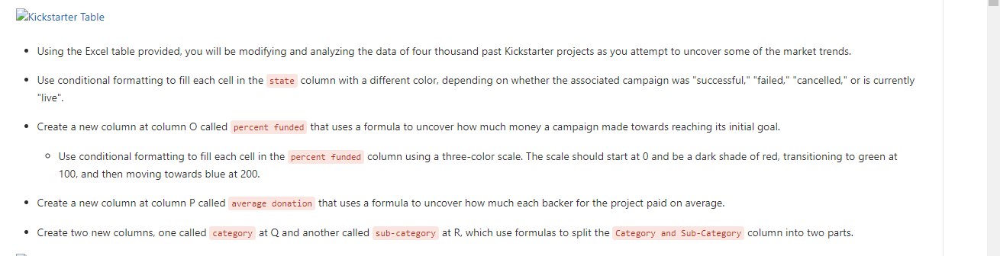 Kickstarter Table
Using the Excel table provided, you will be modifying and analyzing the data of four thousand past Kickstarter projects as you attempt to uncover some of the market trends.
Use conditional formatting to fill each cell in the state column with a different color, depending on whether the associated campaign was "successful," "failed," "cancelled," or is currently
"live".
Create a new column at column O called percent funded that uses a formula to uncover how much money a campaign made towards reaching its initial goal.
Use conditional formatting to fill each cell in the percent funded column using a three-color scale. The scale should start at 0 and be a dark shade of red, transitioning to green at
100, and then moving towards blue at 200.
Create a new column at column P called average donation that uses a formula to uncover how much each backer for the project paid on average.
Create two new columns, one called category at Q and another called sub-category at R, which use formulas to split the Category and Sub-Category column into two parts.